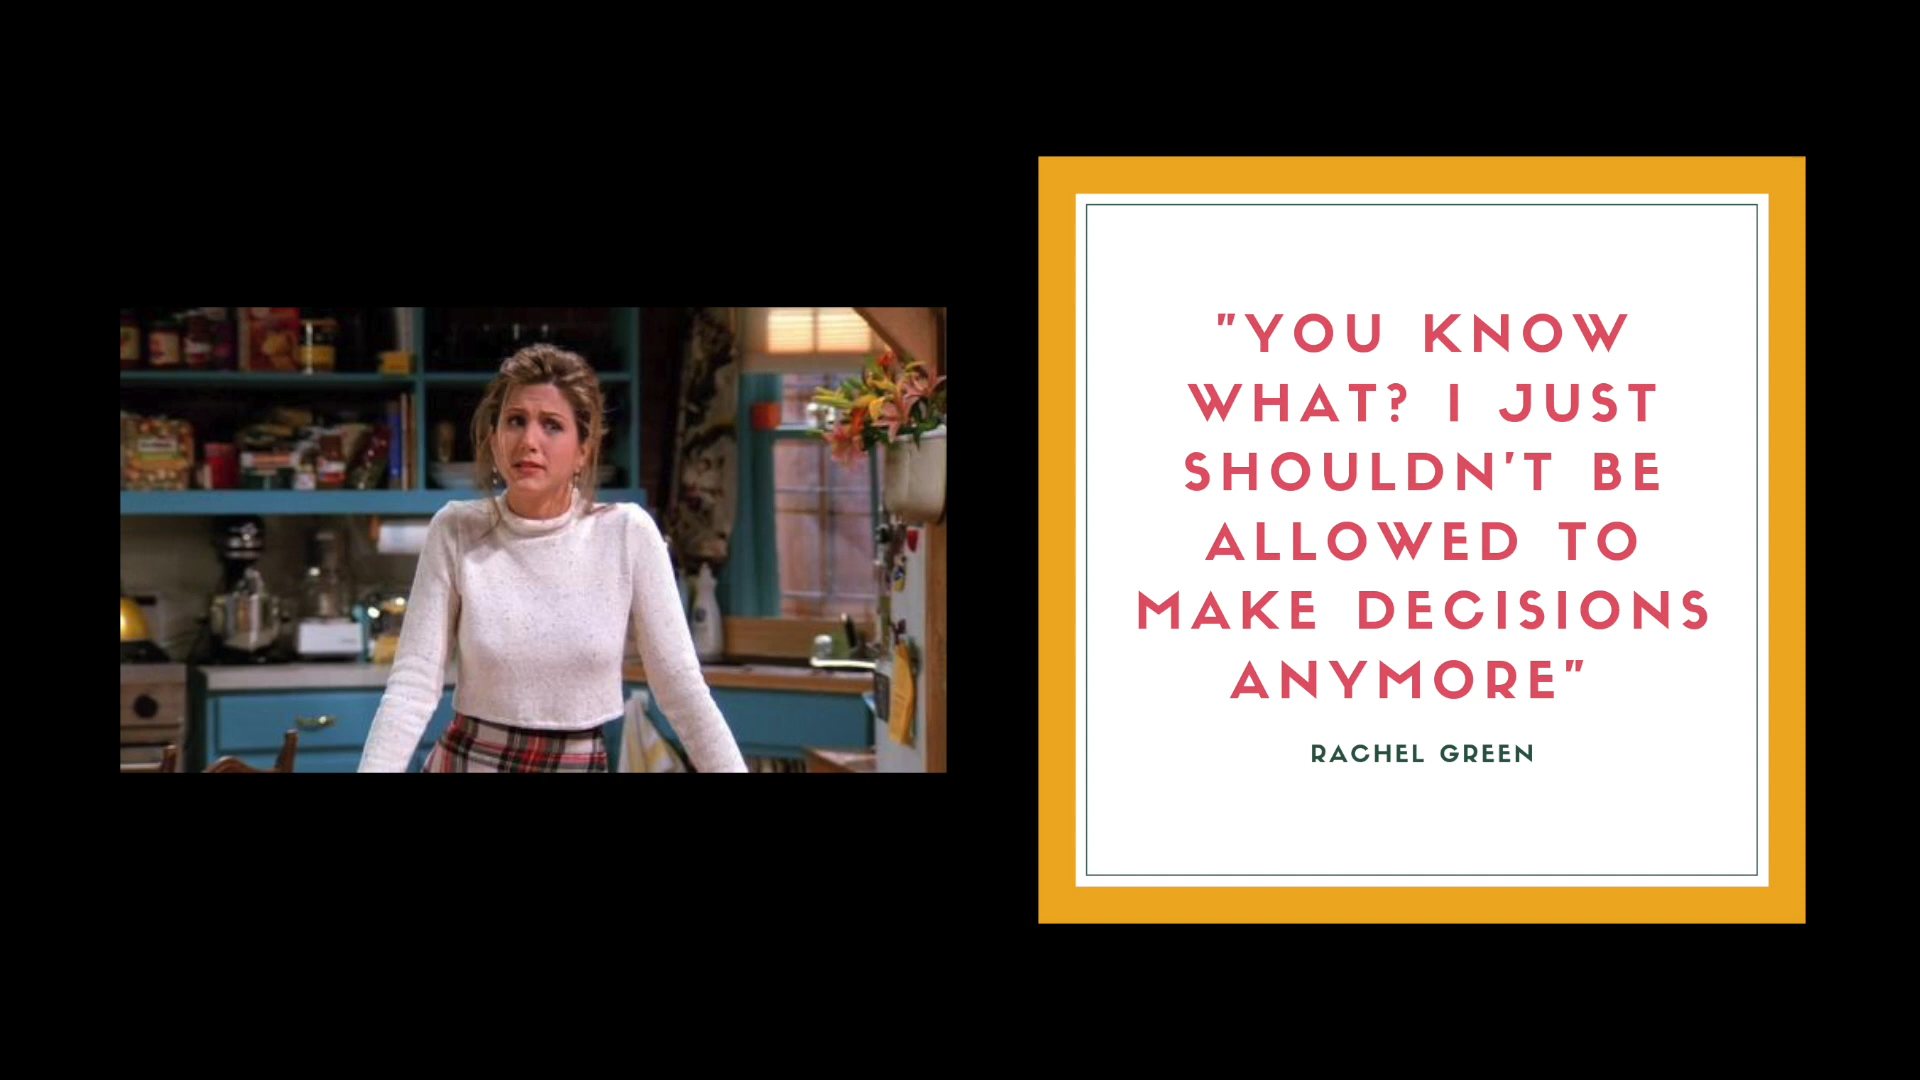 "YOU KNOW
WHAT? I JUST
SHOULDN'T BE
ALLOWED TO
MAKE DECISIONS
ANYMORE"
RACHEL GREEN